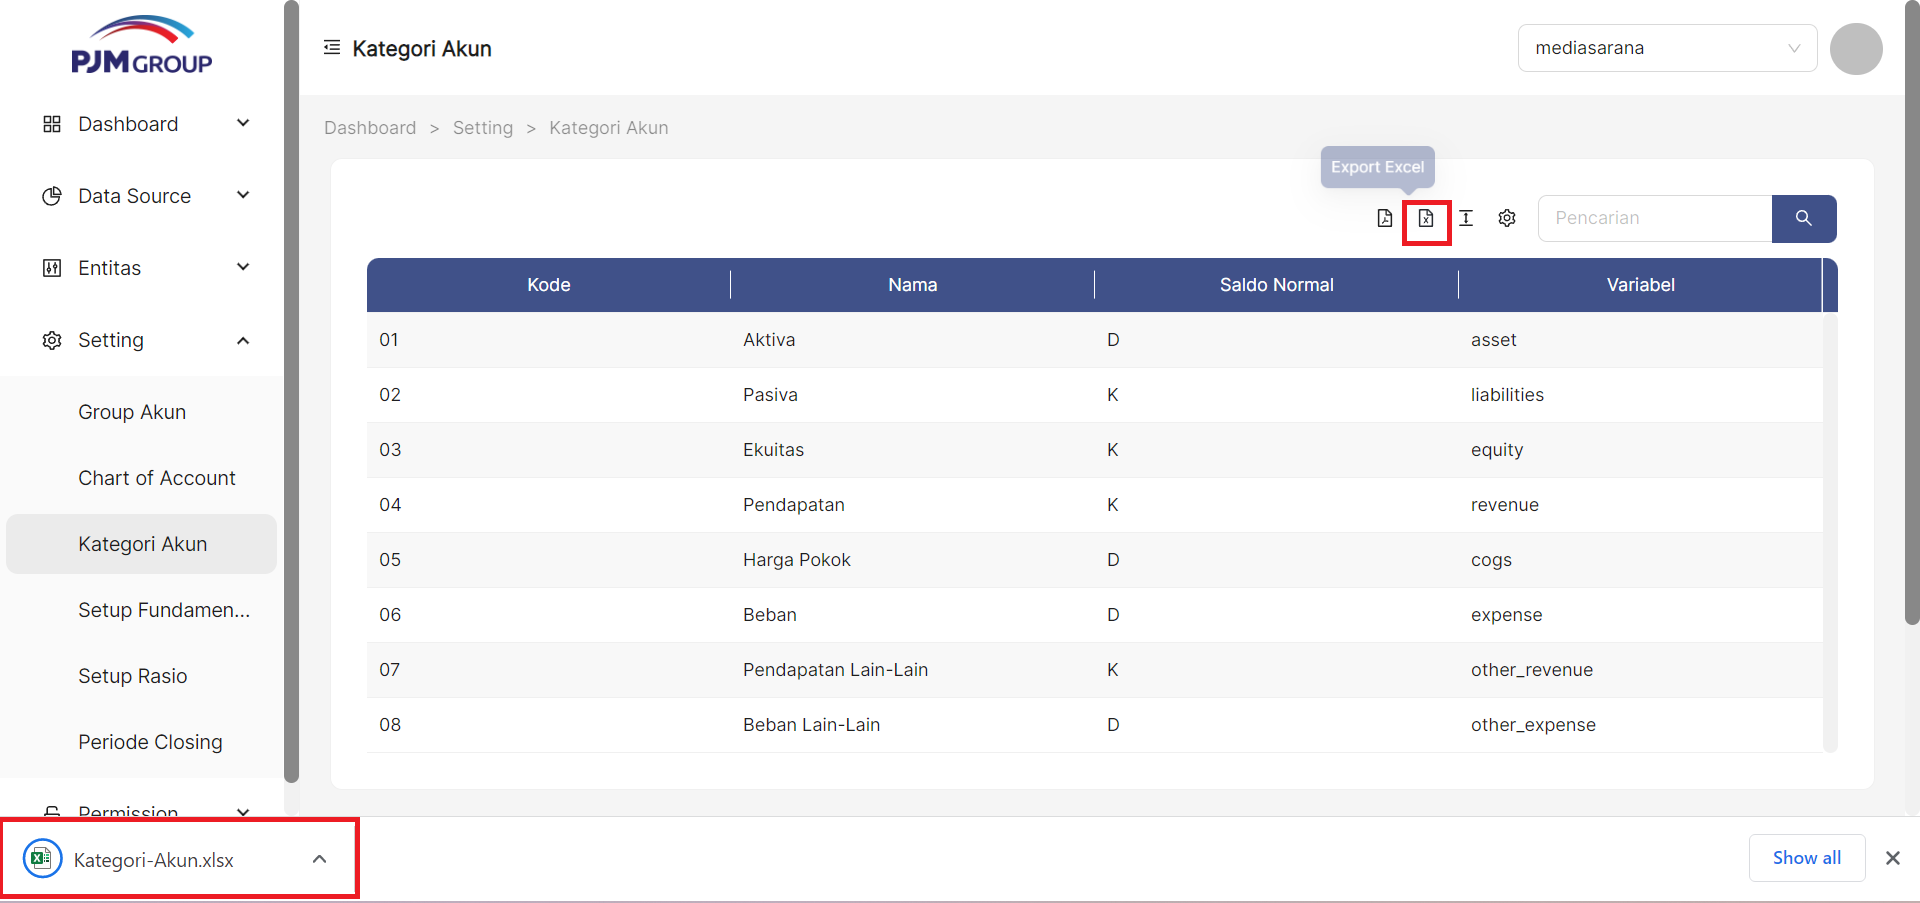 PJM GROUP
Dashboard
Data Source
Entitas
Setting
Group Akun
Chart of Account
Kategori Akun
Setup Fundamen...
Setup Rasio
Periode Closing
Permission
Kategori Akun
mediasarana
Dashboard > Setting > Kategori Akun
Export Excel
Pencarian
Kode Nama Saldo Normal Variabel
01 Aktiva D asset
02 Pasiva K liabilities
03 Ekuitas K equity
04 Pendapatan K revenue
05 Harga Pokok D cogs
06 Beban D expense
07 Pendapatan Lain-Lain K other_revenue
08 Beban Lain-Lain D other_expense
Kategori-Akun.xlsx
Show all